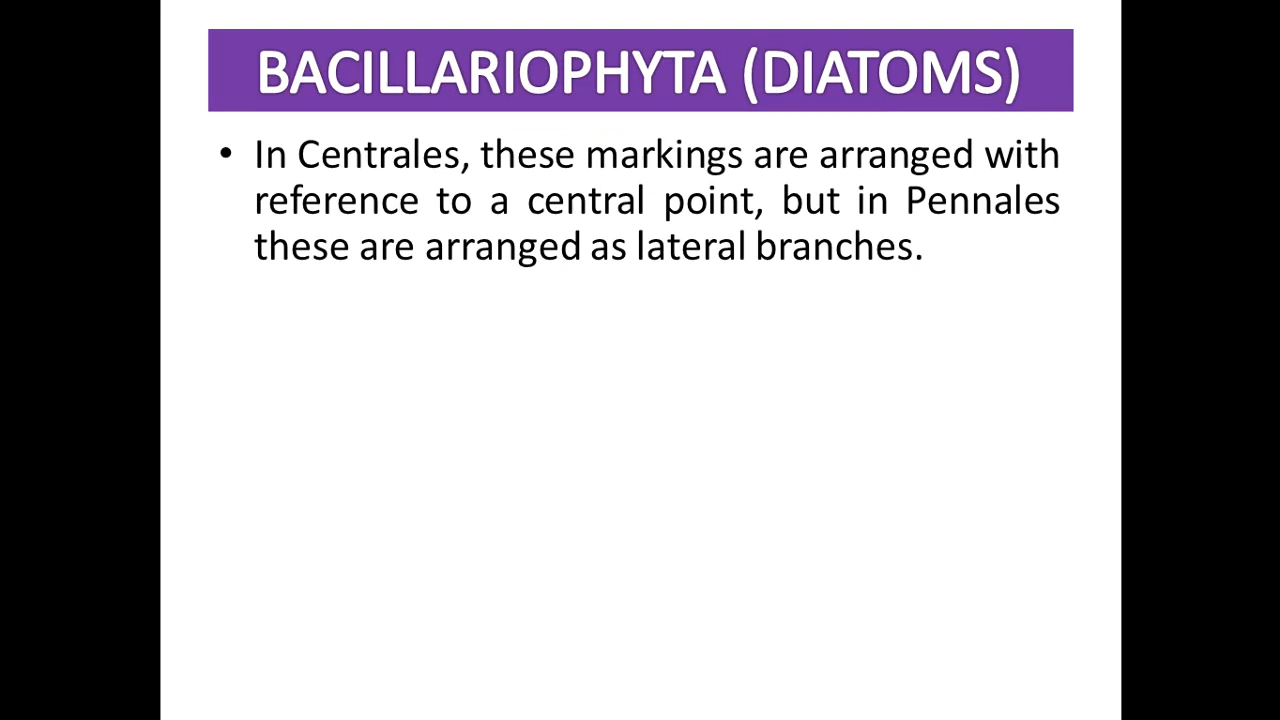 BACILLARIOPHYTA (DIATOMS)
• In Centrales, these markings are arranged with
reference to a central point, but in Pennales
these are arranged as lateral branches.